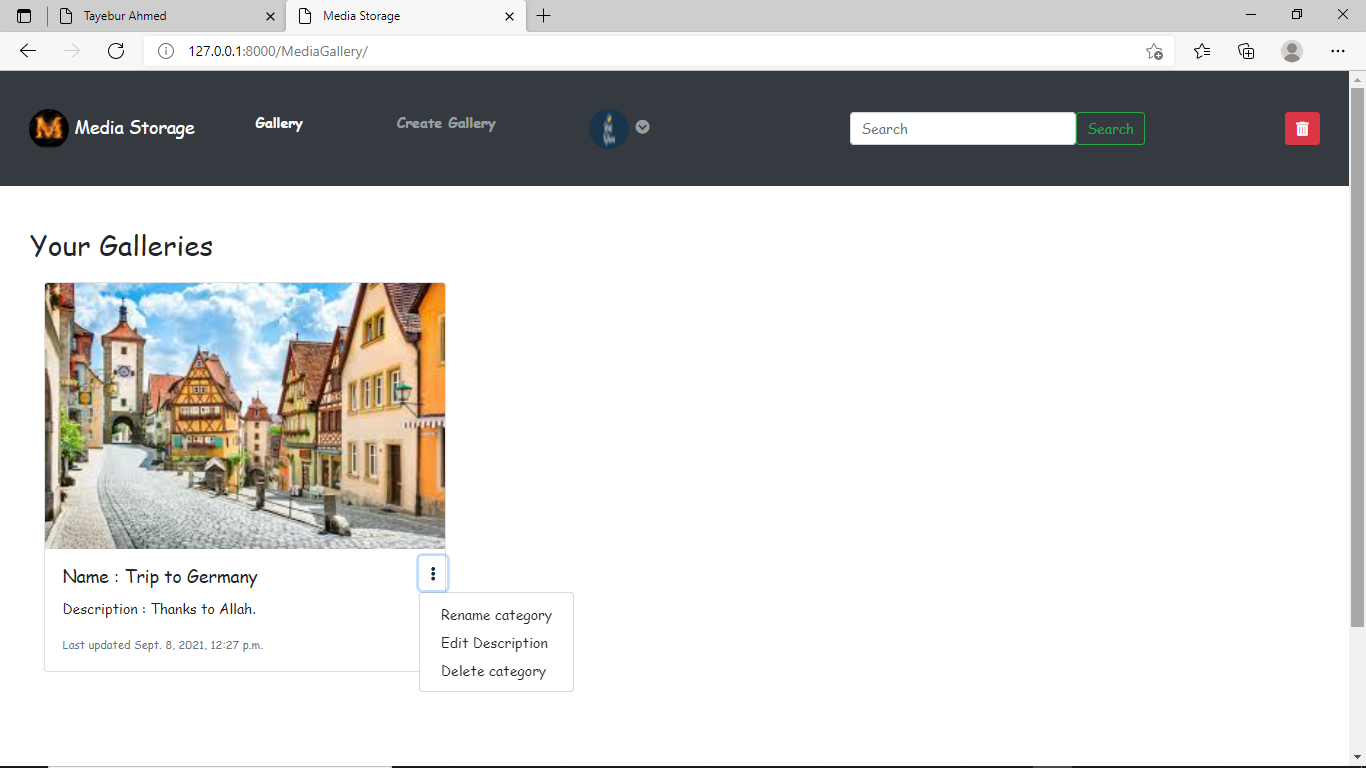 Tayebur Ahmed
Media Storage
127.0.0.1:8000/MediaGallery/
Media Storage
Gallery
Create Gallery
Search
Search
Your Galleries
Name : Trip to Germany
Description : Thanks to Allah.
Last updated Sept. 8, 2021, 12:27 p.m.
Rename category
Edit Description
Delete category